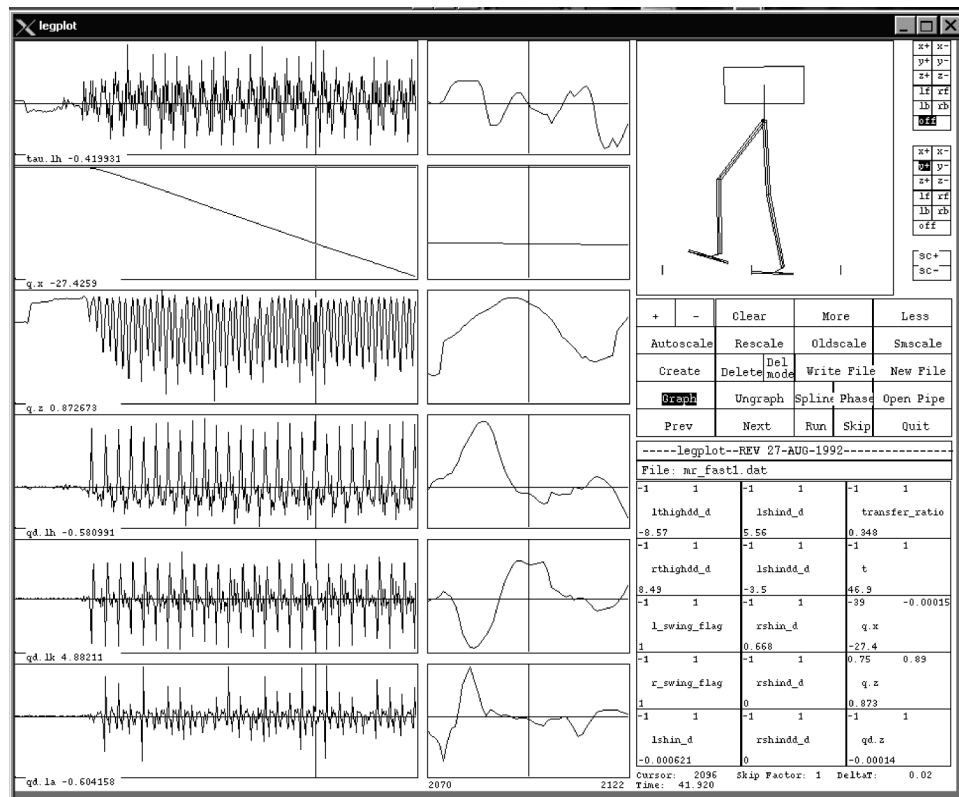 legplot
tau.lh -0.419931
q.x -27.4259
q.z 0.872673
qd.lh -0.580991
qd.lk 4.88211
qd.la -0.604158
2070 2122
x+ x-
y+ y-
z+ z-
lf rf
lb rb
off
x+ x-
y+ y-
z+ z-
lf rf
lb rb
off
sc+
sc-
+ - Clear More Less
Autoscale Rescale Oldscale Smscale
Create Delete Del mode Write File New File
Graph Ungraph Spline Phase Open Pipe
Prev Next Run Skip Quit
-----legplot--REV 27-AUG-1992-----------------
File: mr_fast1.dat
-1 1 -1 1 -1 1
lthighdd_d lshind_d transfer_ratio
-8.57 5.56 0.348
-1 1 -1 1 -1 1
rthighdd_d lshindd_d t
8.49 -3.5 46.9
-1 1 -1 1 -39 -0.00015
l_swing_flag rshin_d q.x
1 0.668 -27.4
-1 1 -1 1 0.75 0.89
r_swing_flag rshind_d q.z
1 0 0.873
-1 1 -1 1 -1 1
lshin_d rshindd_d qd.z
-0.000621 0 -0.00014
Cursor: 2096 Skip Factor: 1 DeltaT: 0.02
Time: 41.920